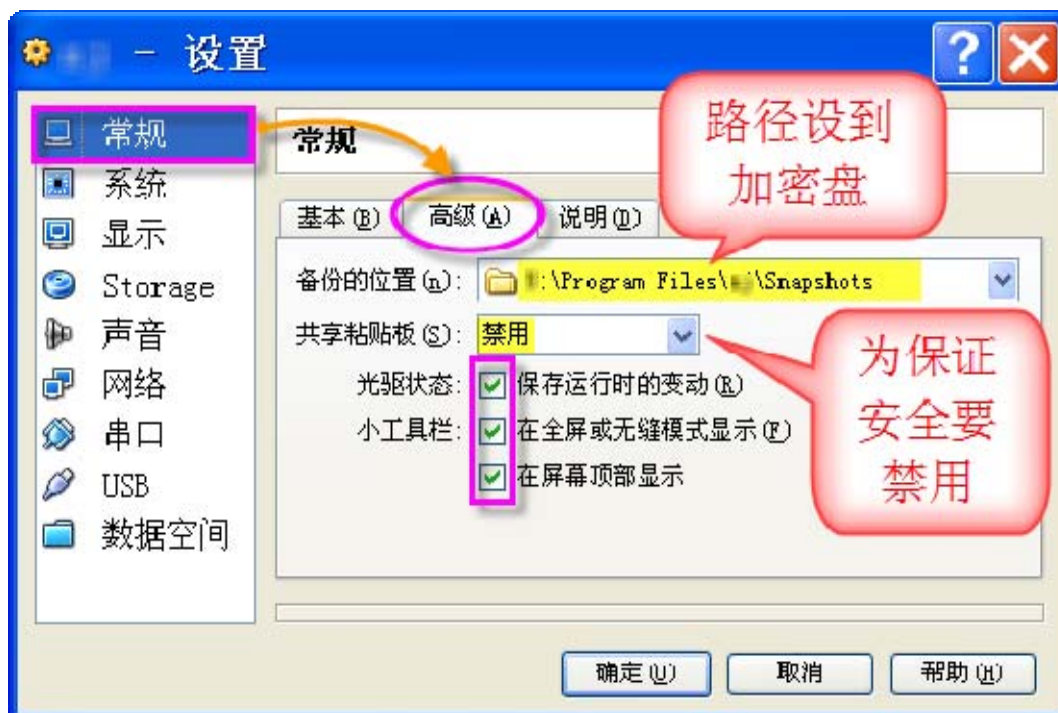 - 设置
常规
系统
显示
Storage
声音
网络
串口
USB
数据空间
常规
基本(B) 高级(A) 说明(D)
备份的位置(n): :\Program Files\ \Snapshots
共享粘贴板(S): 禁用
光驱状态: 保存运行时的变动(R)
小工具栏: 在全屏或无缝模式显示(F)
在屏幕顶部显示
路径设到
加密盘
为保证
安全要
禁用
确定(U) 取消 帮助(H)